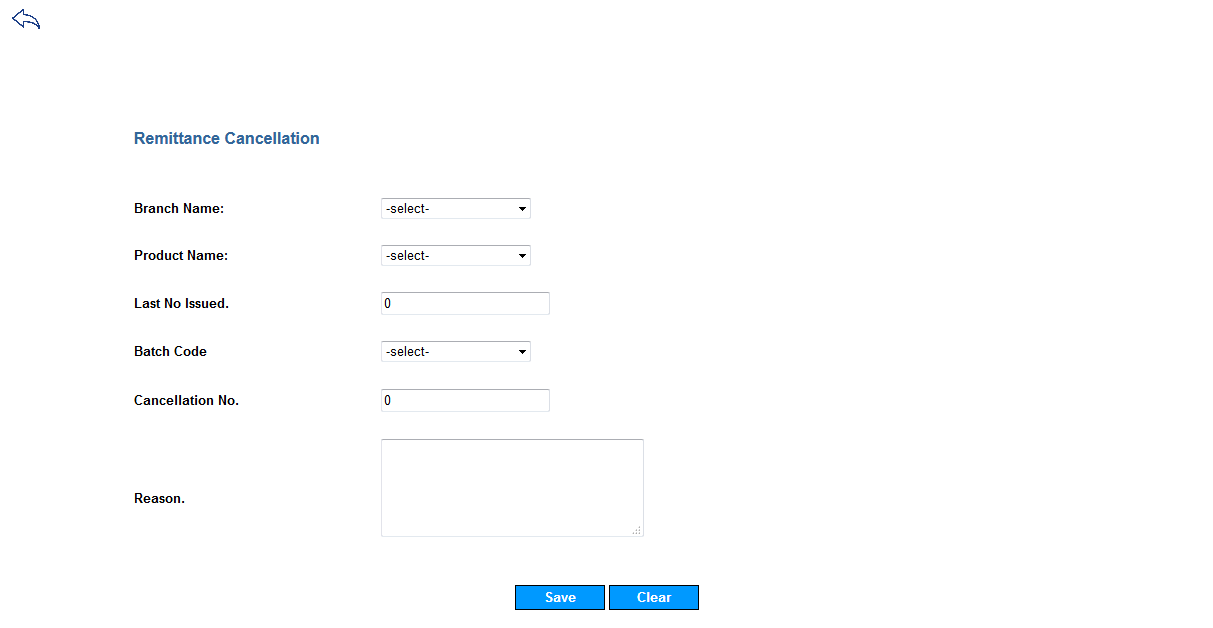 Remittance Cancellation
Branch Name: -select-
Product Name: -select-
Last No Issued. 0
Batch Code -select-
Cancellation No. 0
Reason.
Save Clear